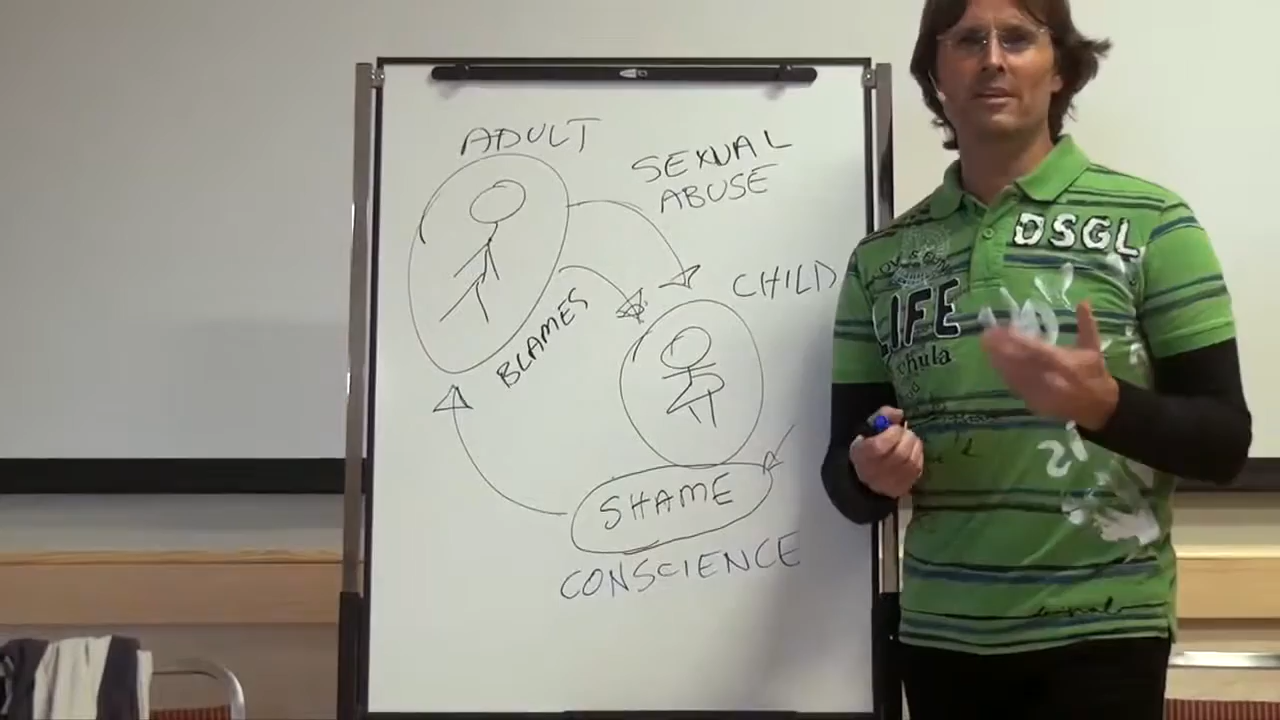 ADULT
SEXUAL
ABUSE
CHILD
BLAMES
SHAME
CONSCIENCE
DSGL
LIFE